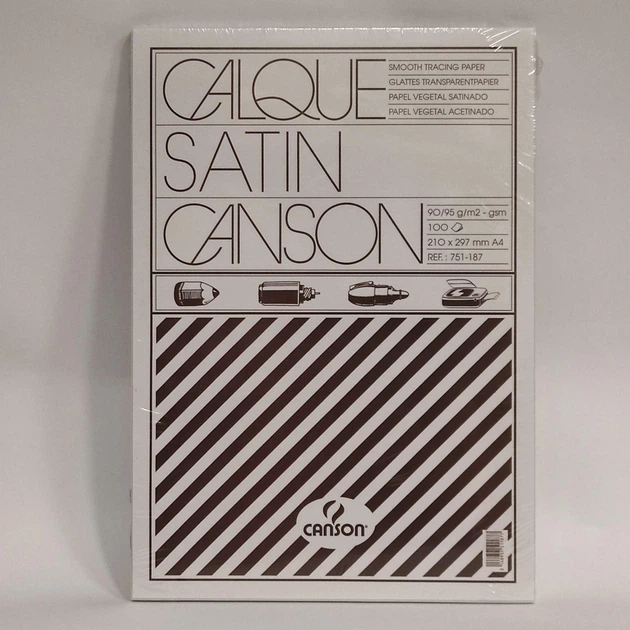 CALQUE
SMOOTH TRACING PAPER
GLATTES TRANSPARENTPAPIER
PAPEL VEGETAL SATINADO
PAPEL VEGETAL ACETINADO
SATIN
CANSON
90/95 g/m2 - gsm
100
210 x 297 mm A4
REF. : 751-187
CANSON®